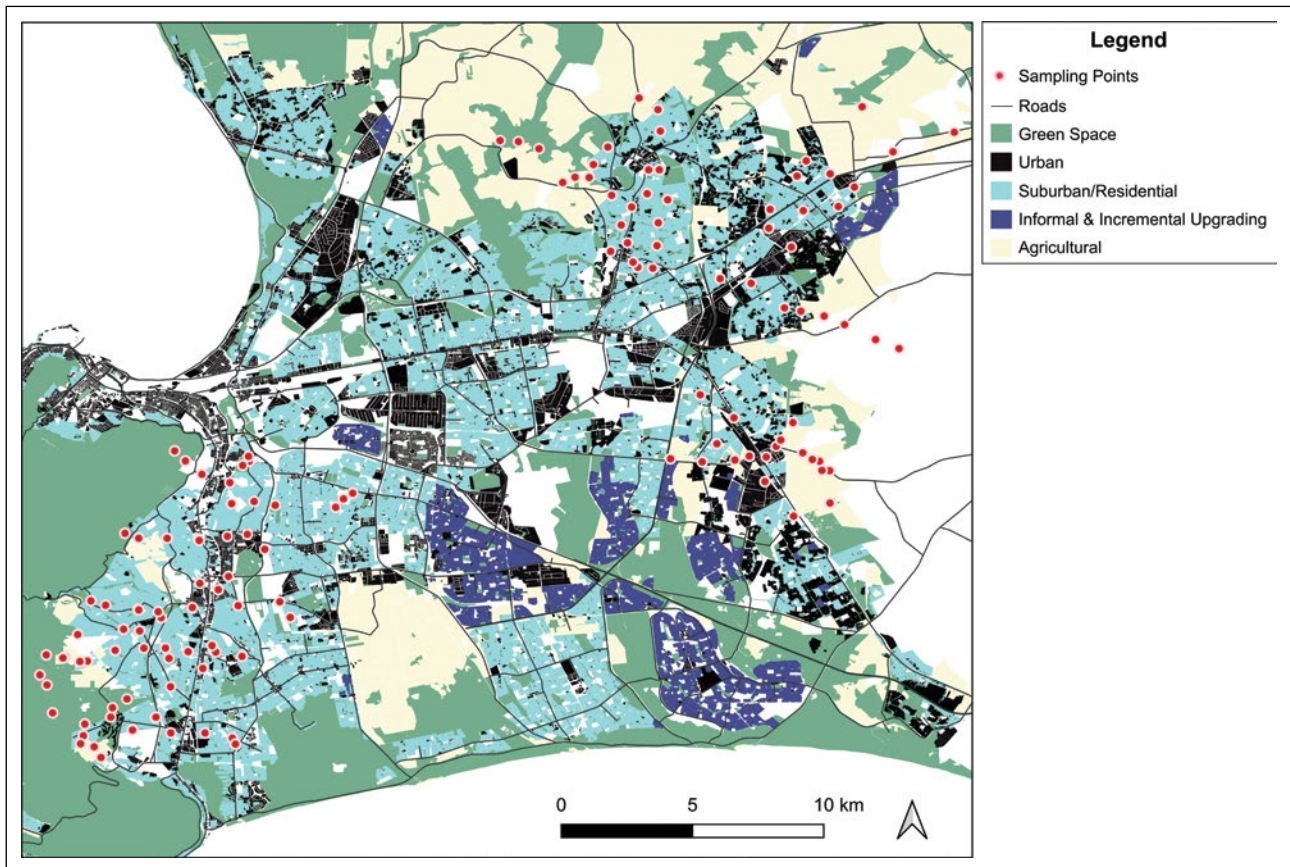 Legend
Sampling Points
Roads
Green Space
Urban
Suburban/Residential
Informal & Incremental Upgrading
Agricultural
0 5 10 km